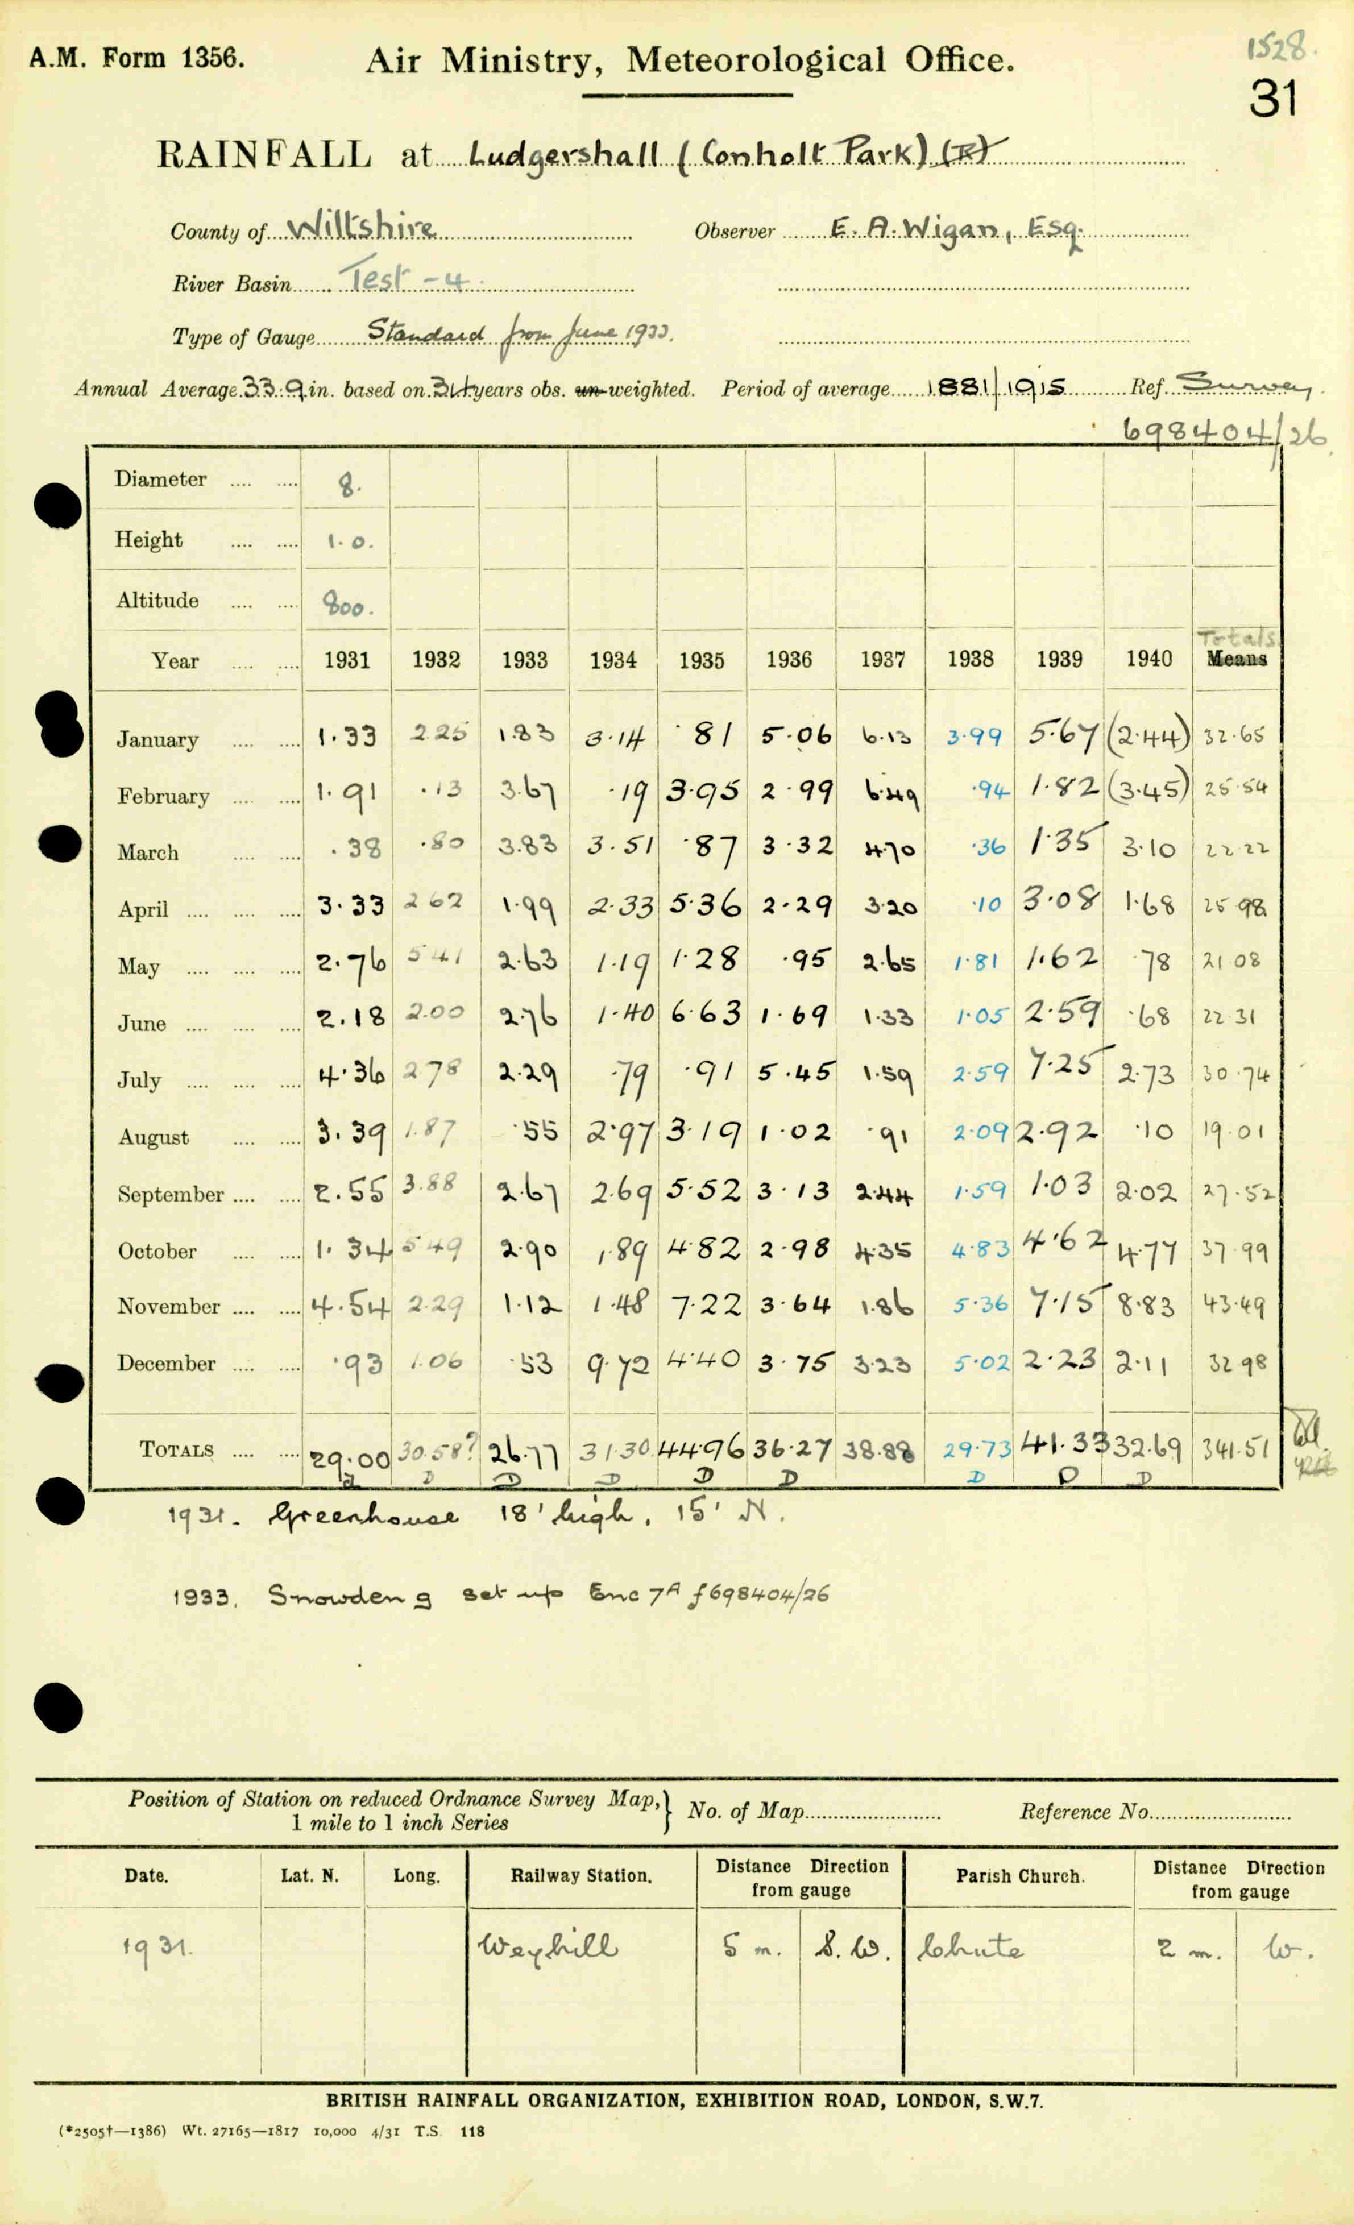 1528.
A.M. Form 1356. Air Ministry, Meteorological Office.
31
RAINFALL at Ludgershall (Conholt Park) (R)
County of Wiltshire Observer E. A. Wigan, Esq.
River Basin Test - 4.
Type of Gauge Standard from June 1933.
Annual Average 33.9 in. based on 34 years obs. un-weighted. Period of average 1881/1915 Ref. Survey.
698404/26.
Diameter 8.
Height 1.0.
Altitude 800.
Totals
Year 1931 1932 1933 1934 1935 1936 1937 1938 1939 1940 Means
January 1.33 2.25 1.83 3.14 .81 5.06 6.13 3.99 5.67 (2.44) 32.65
February 1.91 .13 3.67 .19 3.95 2.99 6.49 .94 1.82 (3.45) 25.54
March .38 .80 3.83 3.51 .87 3.32 4.70 .36 1.35 3.10 22.22
April 3.33 2.62 1.99 2.33 5.36 2.29 3.20 .10 3.08 1.68 25.98
May 2.76 5.41 2.63 1.19 1.28 .95 2.65 1.81 1.62 .78 21.08
June 2.18 2.00 2.76 1.40 6.63 1.69 1.33 1.05 2.59 .68 22.31
July 4.36 2.78 2.29 .79 .91 5.45 1.59 2.59 7.25 2.73 30.74
August 3.39 1.87 .55 2.97 3.19 1.02 .91 2.09 2.92 .10 19.01
September 2.55 3.88 2.67 2.69 5.52 3.13 2.44 1.59 1.03 2.02 27.52
October 1.34 5.49 2.90 1.89 4.82 2.98 4.35 4.83 4.62 4.77 37.99
November 4.54 2.29 1.12 1.48 7.22 3.64 1.86 5.36 7.15 8.83 43.49
December .93 1.06 .53 9.72 4.40 3.75 3.23 5.02 2.23 2.11 32.98
TOTALS 29.00 30.58? 26.77 31.30 44.96 36.27 38.88 29.73 41.33 32.69 341.51
D D D D D D D D
1931. Greenhouse 18' high, 15' N.
1933. Snowdon g set up Enc 7A f 698404/26
Position of Station on reduced Ordnance Survey Map, } No. of Map Reference No.
1 mile to 1 inch Series
Date. Lat. N. Long. Railway Station. Distance Direction from gauge Parish Church. Distance Direction from gauge
1931. Weyhill 5 m. S.W. Chute 2 m. W.
BRITISH RAINFALL ORGANIZATION, EXHIBITION ROAD, LONDON, S.W.7.
(*2505†—1386) Wt. 27165—1817 10,000 4/31 T.S. 118